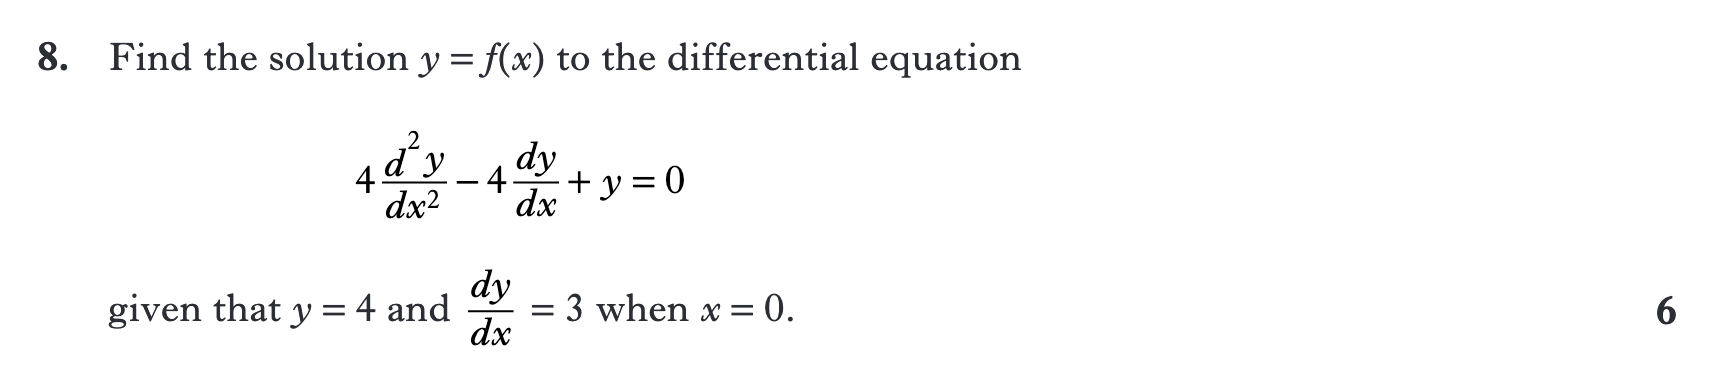 8. Find the solution y = f(x) to the differential equation
4 d²y/dx² − 4 dy/dx + y = 0
given that y = 4 and dy/dx = 3 when x = 0. 6